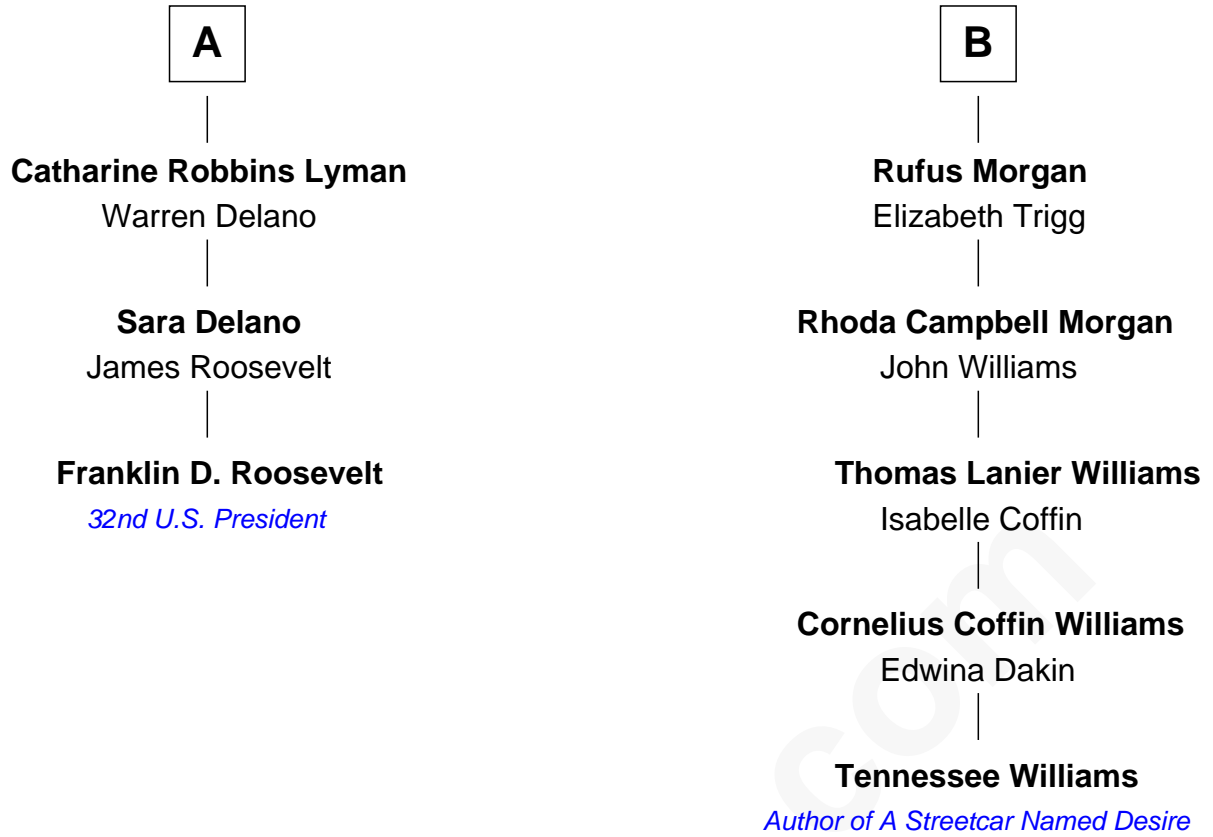 A
Catharine Robbins Lyman
Warren Delano
Sara Delano
James Roosevelt
Franklin D. Roosevelt
32nd U.S. President
B
Rufus Morgan
Elizabeth Trigg
Rhoda Campbell Morgan
John Williams
Thomas Lanier Williams
Isabelle Coffin
Cornelius Coffin Williams
Edwina Dakin
Tennessee Williams
Author of A Streetcar Named Desire
com